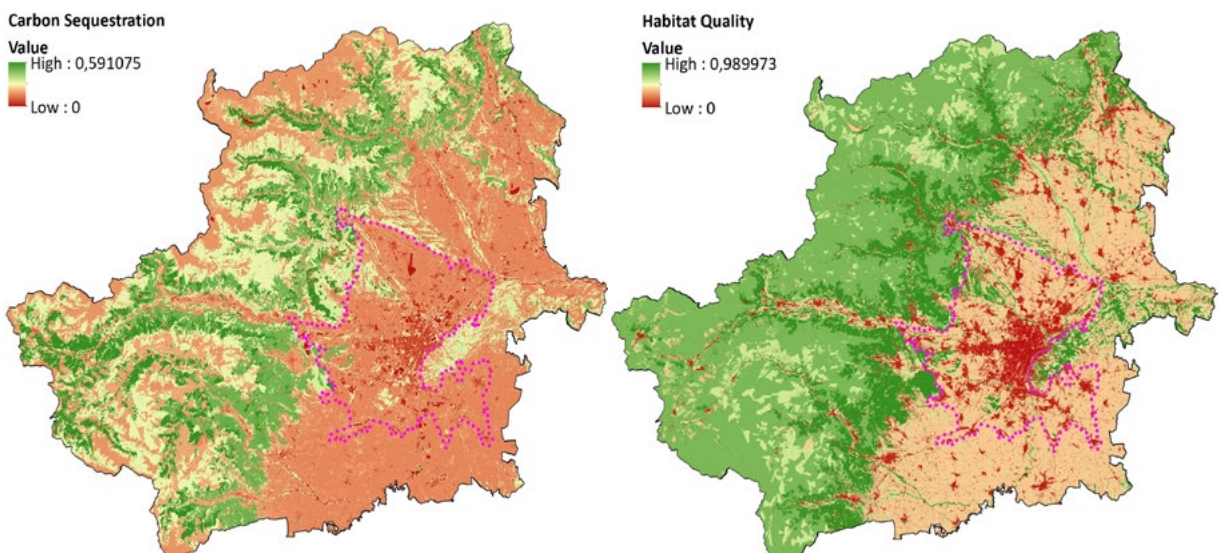 Carbon Sequestration
Value
High : 0,591075
Low : 0
Habitat Quality
Value
High : 0,989973
Low : 0